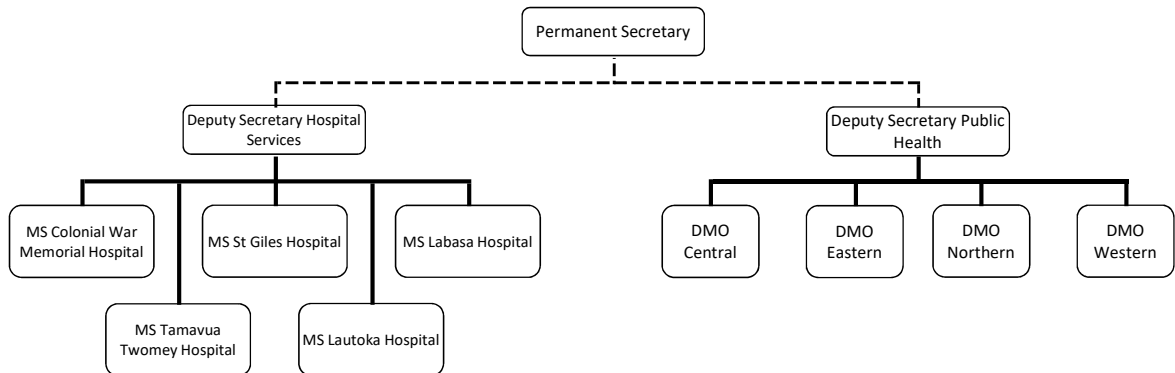 Permanent Secretary
Deputy Secretary Hospital
Services
Deputy Secretary Public
Health
MS Colonial War
Memorial Hospital
MS St Giles Hospital
MS Labasa Hospital
DMO
Central
DMO
Eastern
DMO
Northern
DMO
Western
MS Tamavua
Twomey Hospital
MS Lautoka Hospital